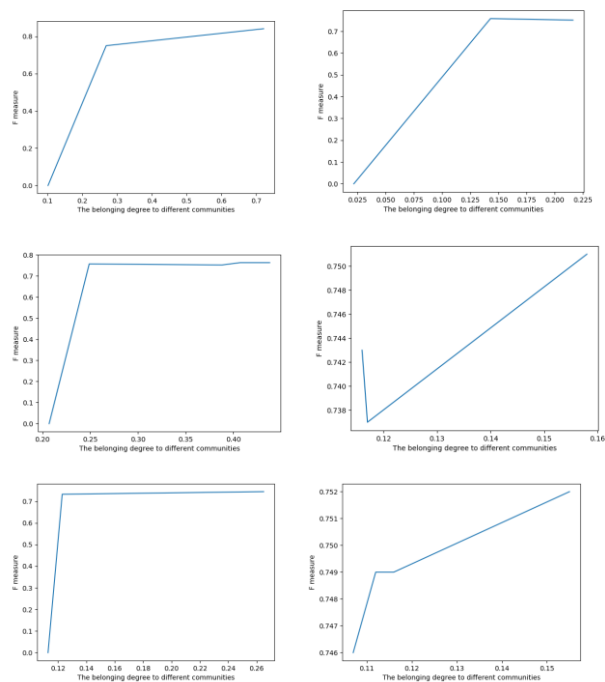 0.8
0.6
0.4
0.2
0.0
F measure
0.1 0.2 0.3 0.4 0.5 0.6 0.7
The belonging degree to different communities
0.7
0.6
0.5
0.4
0.3
0.2
0.1
0.0
F measure
0.025 0.050 0.075 0.100 0.125 0.150 0.175 0.200 0.225
The belonging degree to different communities
0.8
0.7
0.6
0.5
0.4
0.3
0.2
0.1
0.0
F measure
0.20 0.25 0.30 0.35 0.40
The belonging degree to different communities
0.750
0.748
0.746
0.744
0.742
0.740
0.738
F measure
0.12 0.13 0.14 0.15 0.16
The belonging degree to different communities
0.7
0.6
0.5
0.4
0.3
0.2
0.1
0.0
F measure
0.12 0.14 0.16 0.18 0.20 0.22 0.24 0.26
The belonging degree to different communities
0.752
0.751
0.750
0.749
0.748
0.747
0.746
F measure
0.11 0.12 0.13 0.14 0.15
The belonging degree to different communities